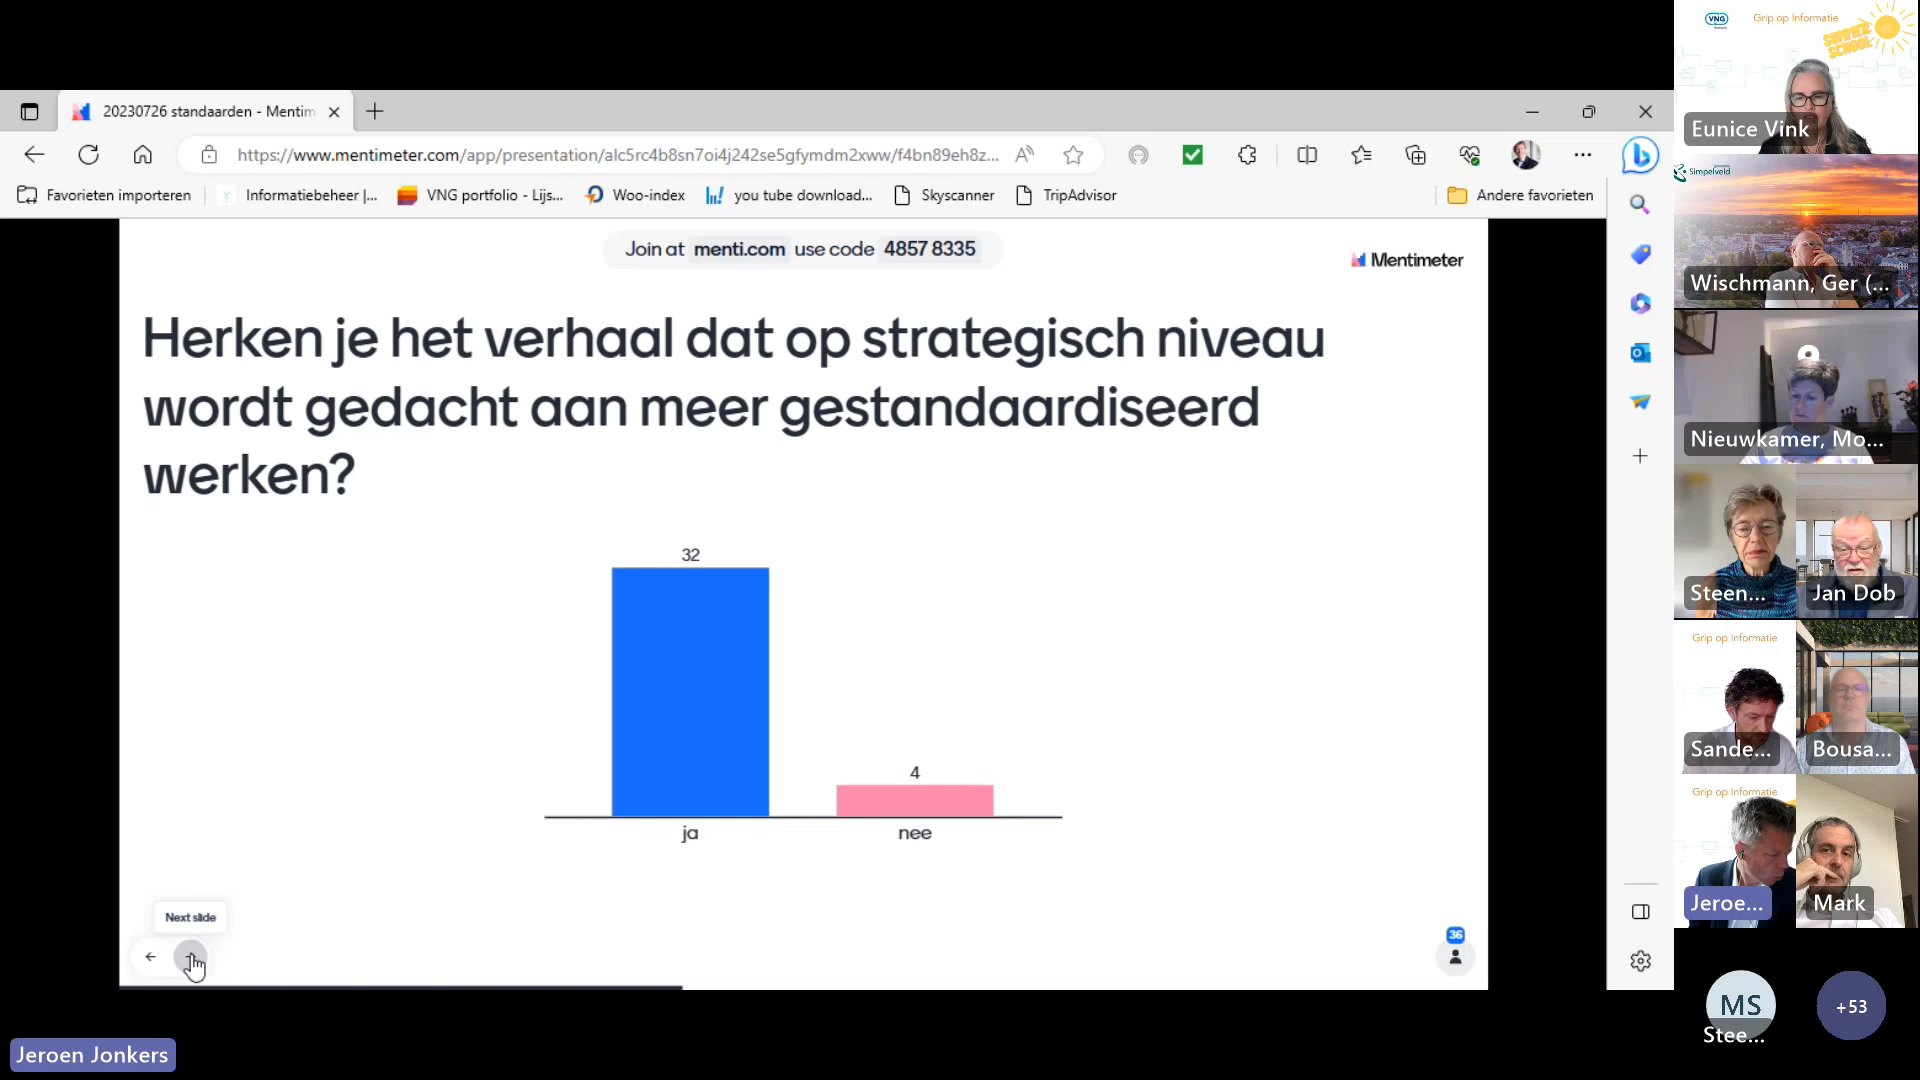 20230726 standaarden - Mentim
https://www.mentimeter.com/app/presentation/alc5rc4b8sn7oi4j242se5gfymdm2xww/f4bn89eh8z...
Favorieten importeren
Informatiebeheer |...
VNG portfolio - Lijs...
Woo-index
you tube download...
Skyscanner
TripAdvisor
Andere favorieten
Join at menti.com use code 4857 8335
Mentimeter
Herken je het verhaal dat op strategisch niveau
wordt gedacht aan meer gestandaardiseerd
werken?
32
4
ja
nee
Next slide
36
Jeroen Jonkers
VNG
Grip op Informatie
SUMMER
SCHOOL
Eunice Vink
Simpelveld
Wischmann, Ger (...
Nieuwkamer, Mo...
Steen...
Jan Dob
Grip op Informatie
Sande...
Bousa...
Grip op Informatie
Jeroe...
Mark
MS
Stee...
+53